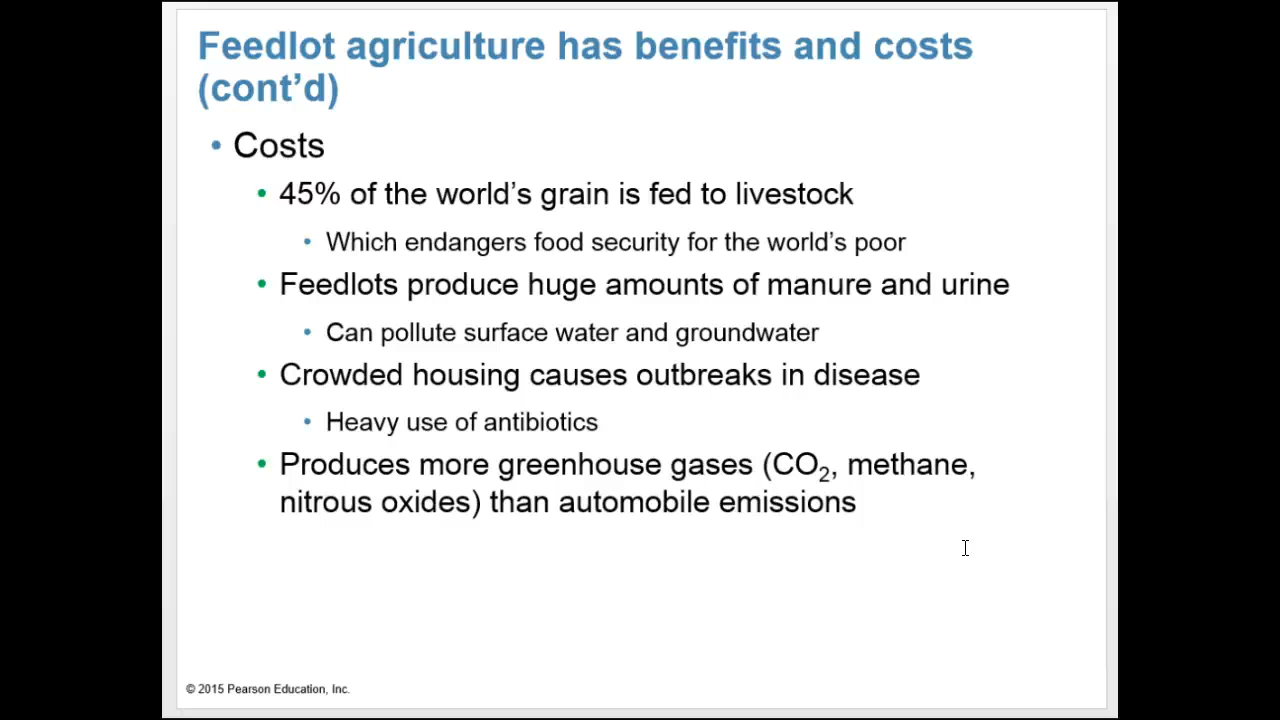 Feedlot agriculture has benefits and costs
(cont’d)
• Costs
• 45% of the world’s grain is fed to livestock
• Which endangers food security for the world’s poor
• Feedlots produce huge amounts of manure and urine
• Can pollute surface water and groundwater
• Crowded housing causes outbreaks in disease
• Heavy use of antibiotics
• Produces more greenhouse gases (CO₂, methane,
nitrous oxides) than automobile emissions
© 2015 Pearson Education, Inc.